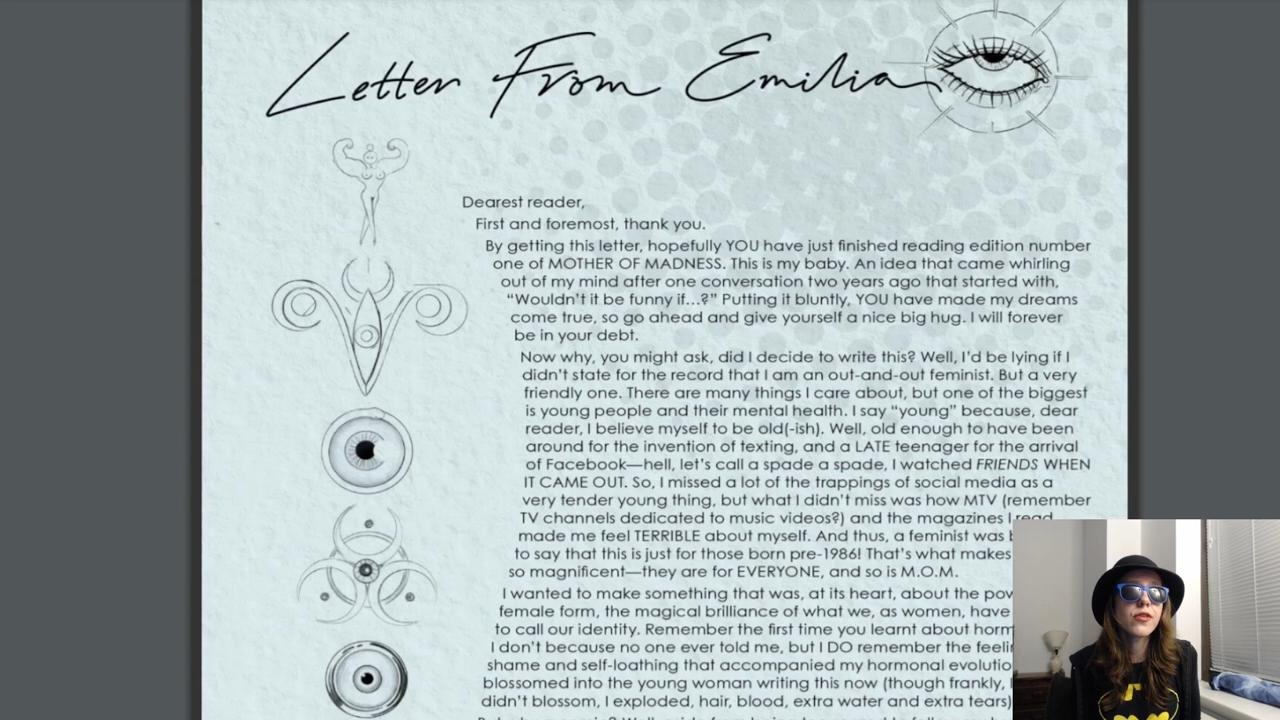 Letter From Emilia
Dearest reader,
First and foremost, thank you.
By getting this letter, hopefully YOU have just finished reading edition number
one of MOTHER OF MADNESS. This is my baby. An idea that came whirling
out of my mind after one conversation two years ago that started with,
“Wouldn’t it be funny if...?” Putting it bluntly, YOU have made my dreams
come true, so go ahead and give yourself a nice big hug. I will forever
be in your debt.
Now why, you might ask, did I decide to write this? Well, I’d be lying if I
didn’t state for the record that I am an out-and-out feminist. But a very
friendly one. There are many things I care about, but one of the biggest
is young people and their mental health. I say “young” because, dear
reader, I believe myself to be old(-ish). Well, old enough to have been
around for the invention of texting, and a LATE teenager for the arrival
of Facebook—hell, let’s call a spade a spade, I watched FRIENDS WHEN
IT CAME OUT. So, I missed a lot of the trappings of social media as a
very tender young thing, but what I didn’t miss was how MTV (remember
TV channels dedicated to music videos?) and the magazines I read
made me feel TERRIBLE about myself. And thus, a feminist was
to say that this is just for those born pre-1986! That’s what makes
so magnificent—they are for EVERYONE, and so is M.O.M.
I wanted to make something that was, at its heart, about the
female form, the magical brilliance of what we, as women, have
to call our identity. Remember the first time you learnt about
I don’t because no one ever told me, but I DO remember the
shame and self-loathing that accompanied my hormonal
blossomed into the young woman writing this now (though frankly, I
didn’t blossom, I exploded, hair, blood, extra water and extra tears)